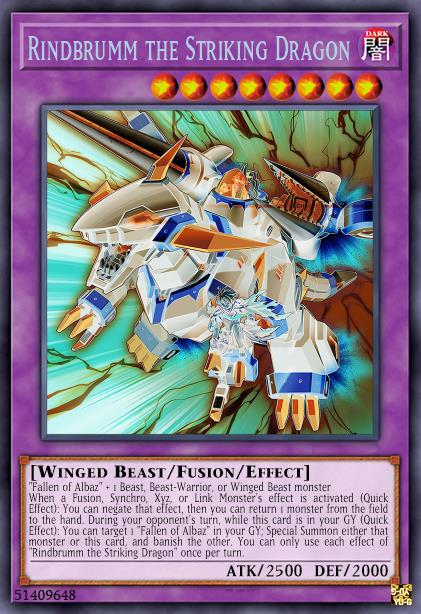 RINDBRUMM THE STRIKING DRAGON
DARK
闇
[WINGED BEAST/FUSION/EFFECT]
"Fallen of Albaz" + 1 Beast, Beast-Warrior, or Winged Beast monster
When a Fusion, Synchro, Xyz, or Link Monster's effect is activated (Quick
Effect): You can negate that effect, then you can return 1 monster from the field
to the hand. During your opponent's turn, while this card is in your GY (Quick
Effect): You can target 1 "Fallen of Albaz" in your GY; Special Summon either that
monster or this card, and banish the other. You can only use each effect of
"Rindbrumm the Striking Dragon" once per turn.
ATK/2500 DEF/2000
51409648